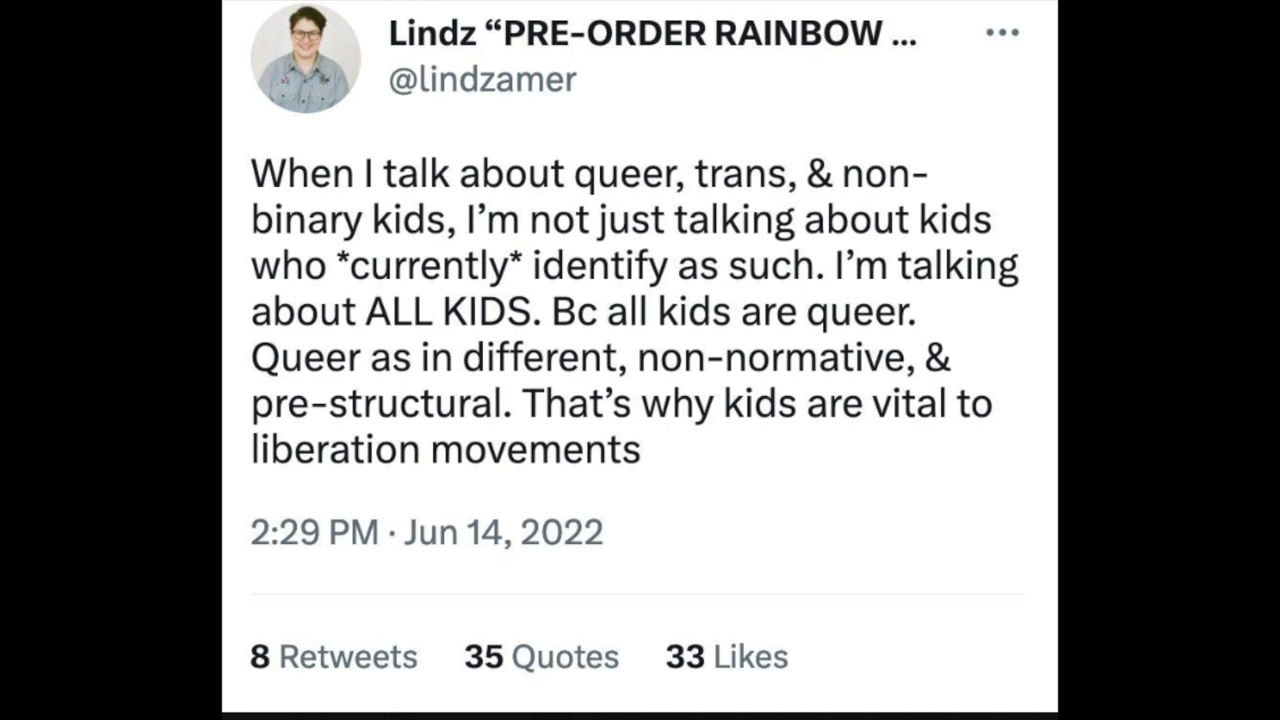 Lindz “PRE-ORDER RAINBOW ...
@lindzamer
When I talk about queer, trans, & non-
binary kids, I’m not just talking about kids
who *currently* identify as such. I’m talking
about ALL KIDS. Bc all kids are queer.
Queer as in different, non-normative, &
pre-structural. That’s why kids are vital to
liberation movements
2:29 PM · Jun 14, 2022
8 Retweets 35 Quotes 33 Likes